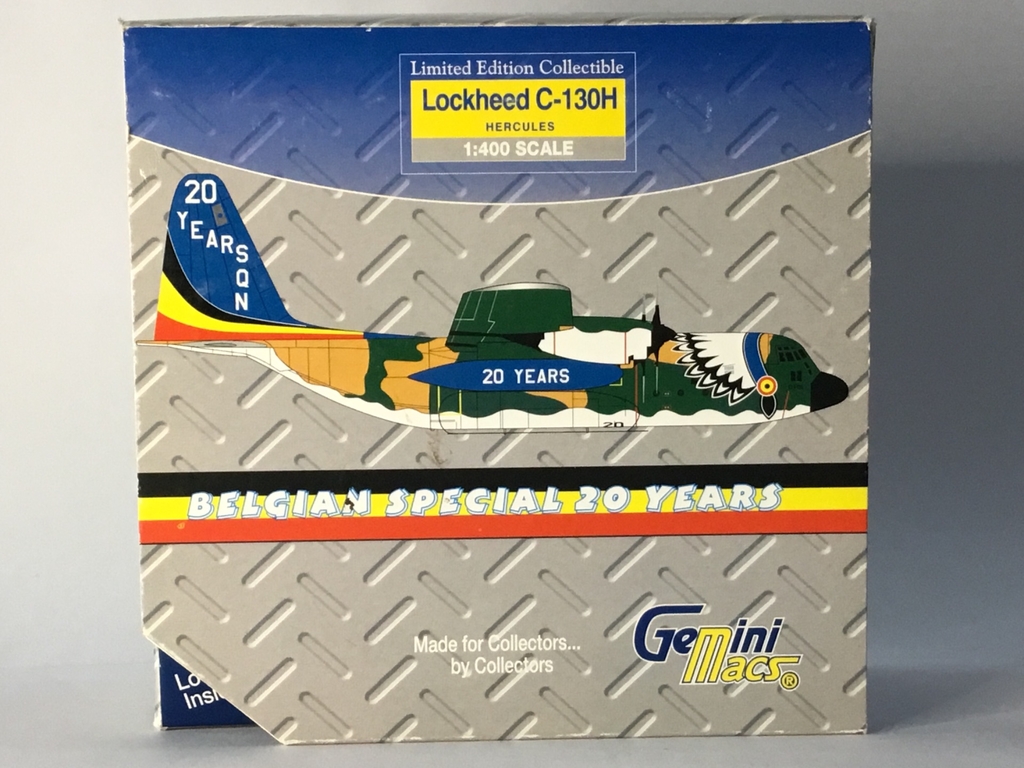 Limited Edition Collectible
Lockheed C-130H
HERCULES
1:400 SCALE
20
YEARS
SQN
20 YEARS
20
BELGIAN SPECIAL 20 YEARS
Made for Collectors...
by Collectors
Gemini
Macs®